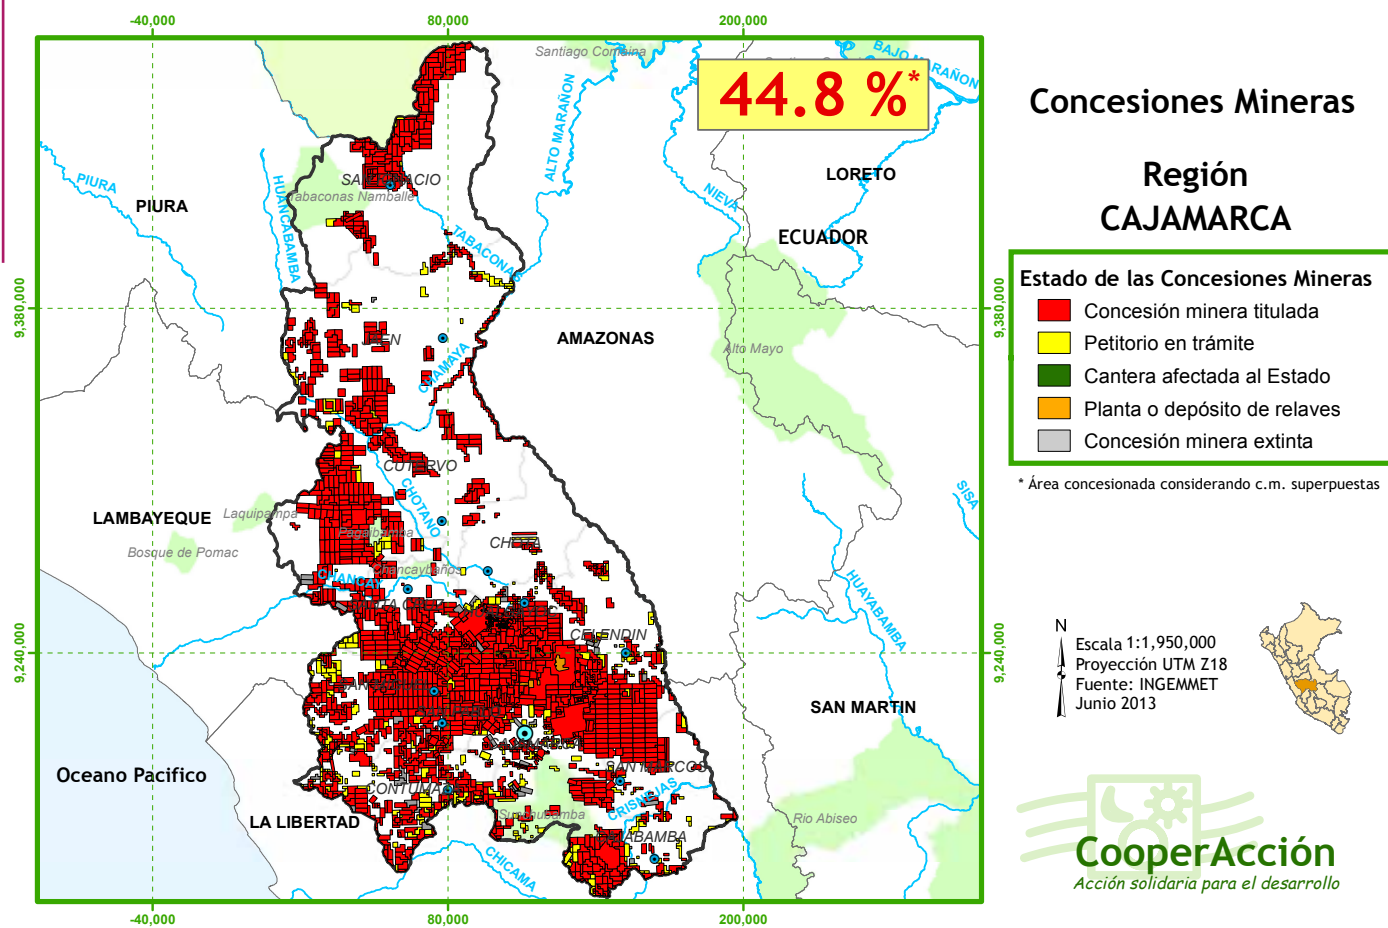 -40,000
80,000
200,000
Santiago Comaina
BAJO MARAÑON
44.8 %*
Concesiones Mineras
Región
CAJAMARCA
ALTO MARAÑON
PIURA
HUANCABAMBA
Tabaconas Namballe
NIEVA
LORETO
PIURA
ECUADOR
TABACONAS
9,380,000
9,380,000
Estado de las Concesiones Mineras
Concesión minera titulada
Petitorio en trámite
Cantera afectada al Estado
Planta o depósito de relaves
Concesión minera extinta
* Área concesionada considerando c.m. superpuestas
JAEN
AMAZONAS
Alto Mayo
CHAMAYA
CUTERVO
CHOTANO
SISA
Laquipampa
LAMBAYEQUE
Pagaibamba
Bosque de Pomac
Chancaybaños
CHANCAY
HUAYABAMBA
CELENDIN
9,240,000
9,240,000
N
Escala 1:1,950,000
Proyección UTM Z18
Fuente: INGEMMET
Junio 2013
SAN MARTIN
Oceano Pacifico
CONTUMA
CRISNEJAS
LA LIBERTAD
Rio Abiseo
CHICAMA
CooperAcción
Acción solidaria para el desarrollo
-40,000
80,000
200,000